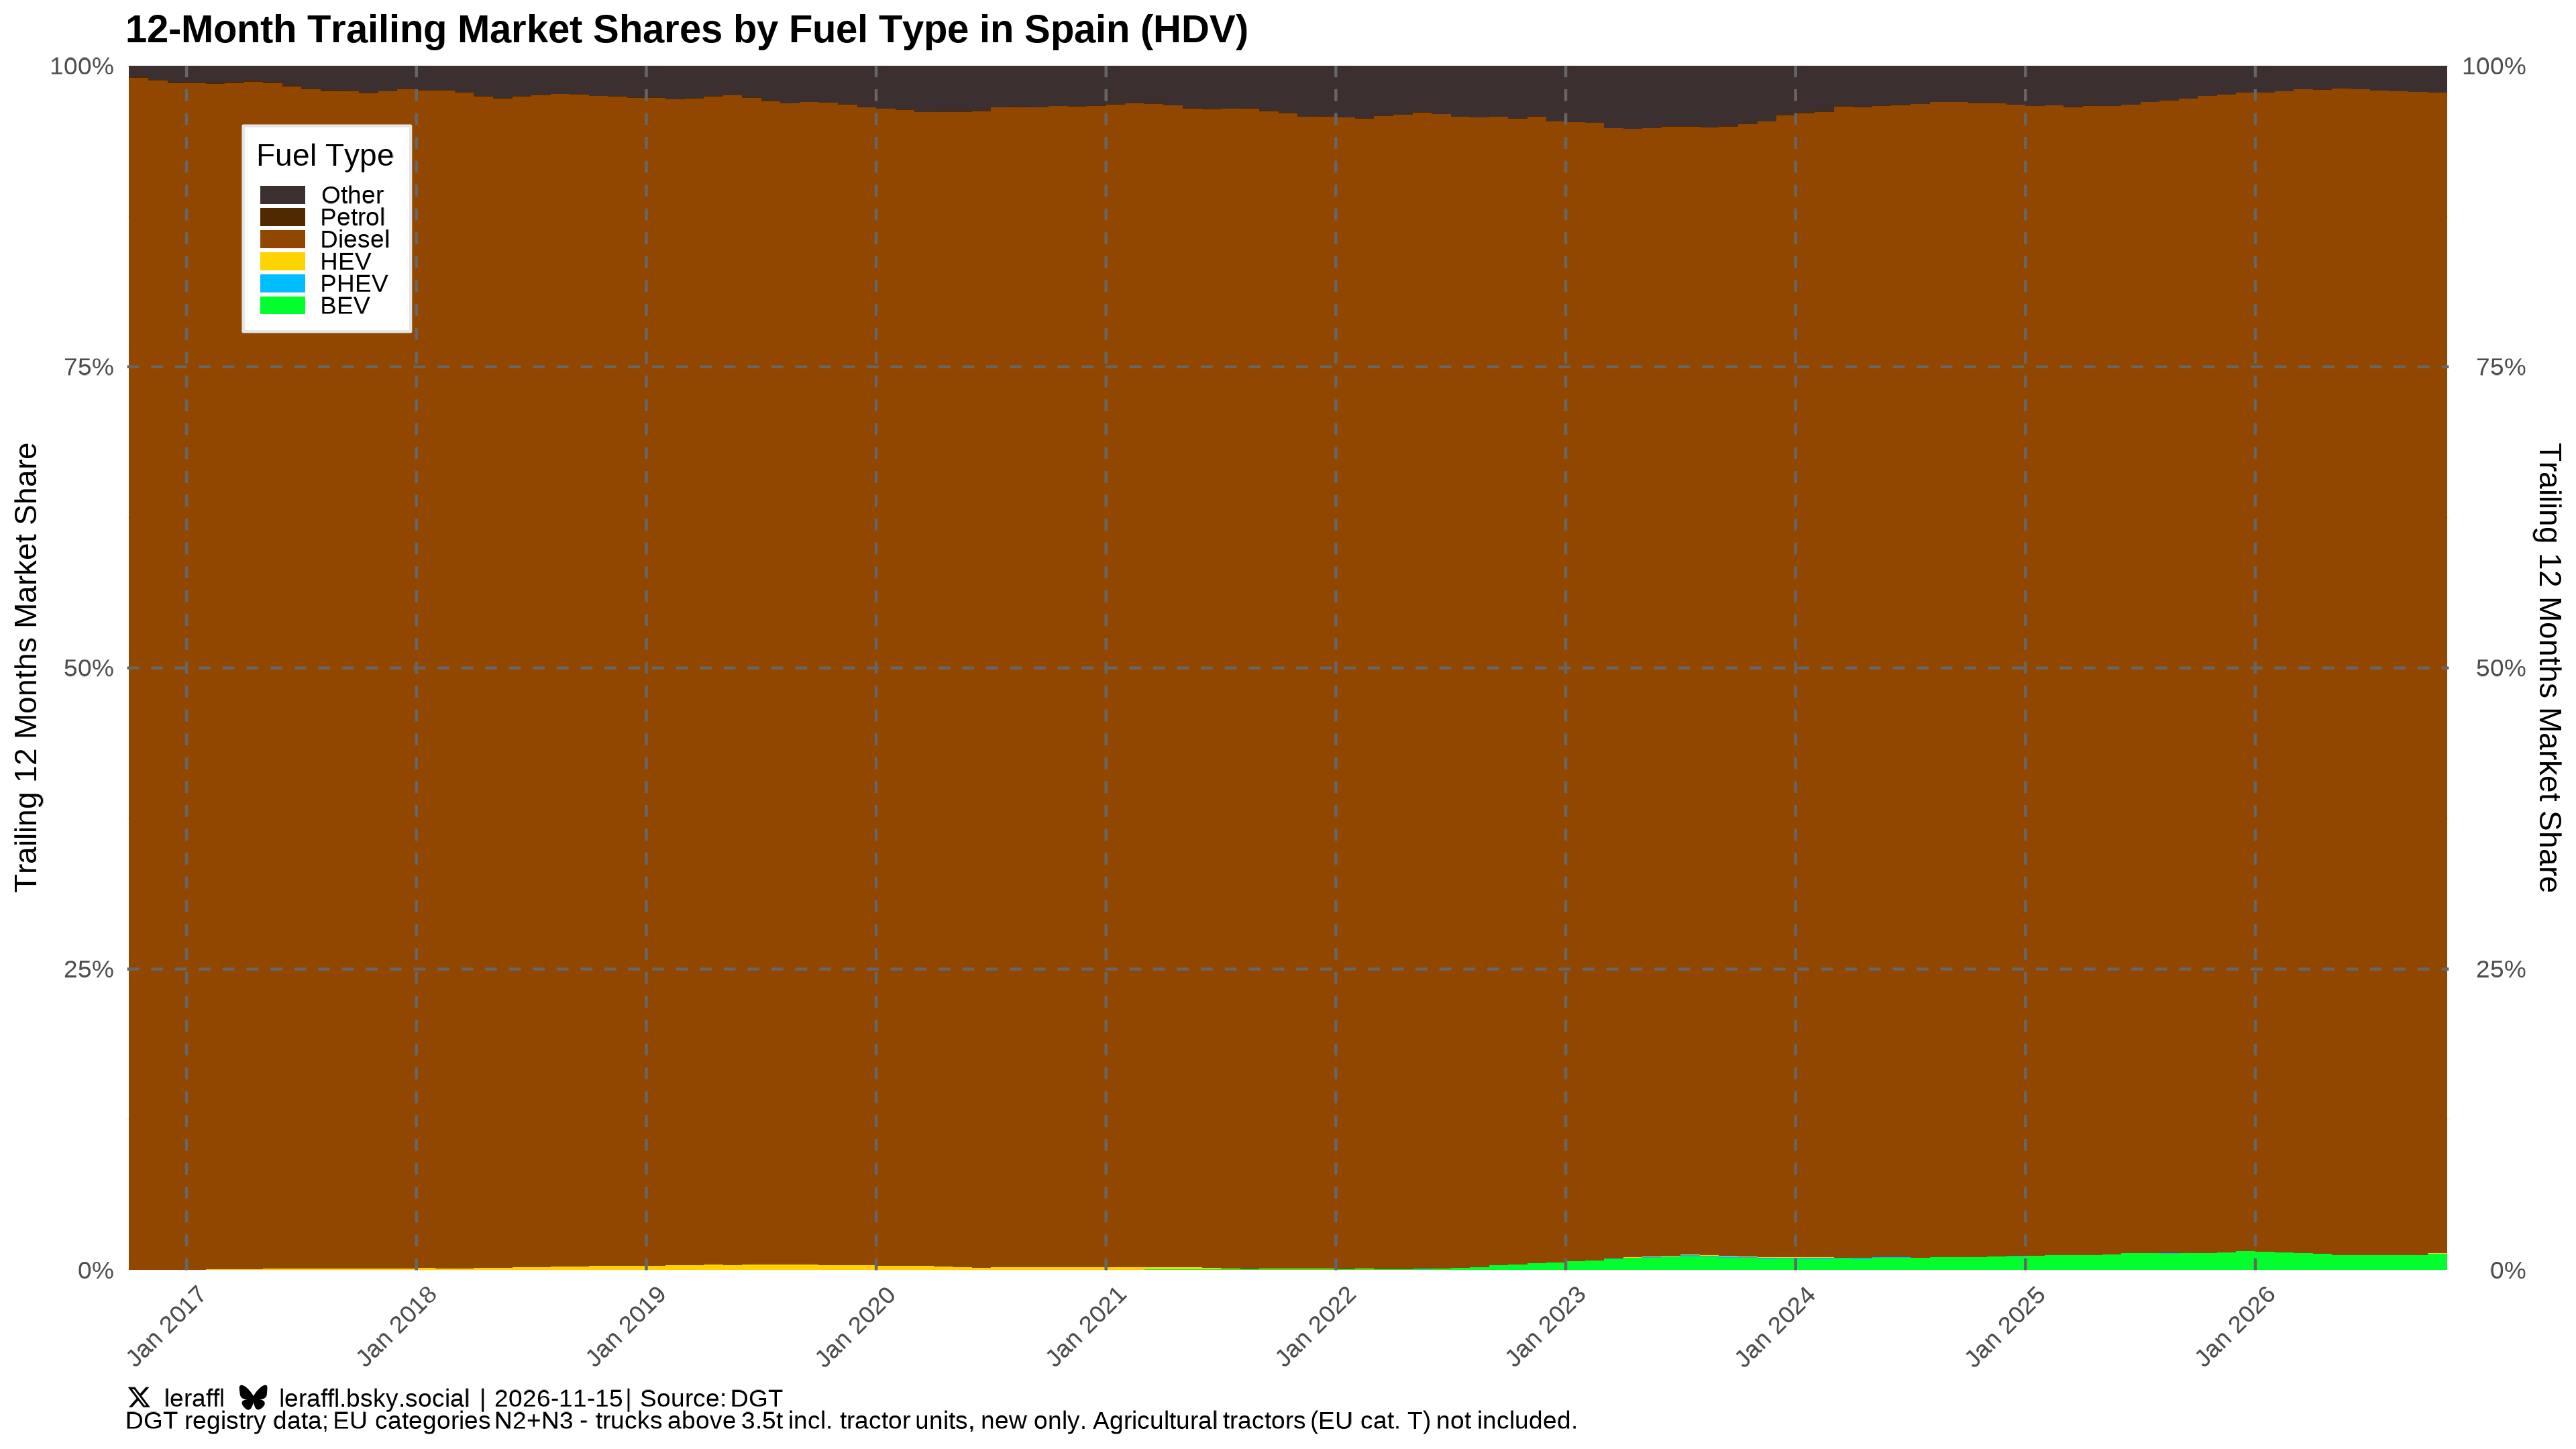 12-Month Trailing Market Shares by Fuel Type in Spain (HDV)
100%
75%
50%
25%
0%
100%
75%
50%
25%
0%
Trailing 12 Months Market Share
Trailing 12 Months Market Share
Fuel Type
Other
Petrol
Diesel
HEV
PHEV
BEV
Jan 2017
Jan 2018
Jan 2019
Jan 2020
Jan 2021
Jan 2022
Jan 2023
Jan 2024
Jan 2025
Jan 2026
leraffl leraffl.bsky.social | 2026-11-15| Source: DGT
DGT registry data; EU categories N2+N3 - trucks above 3.5t incl. tractor units, new only. Agricultural tractors (EU cat. T) not included.